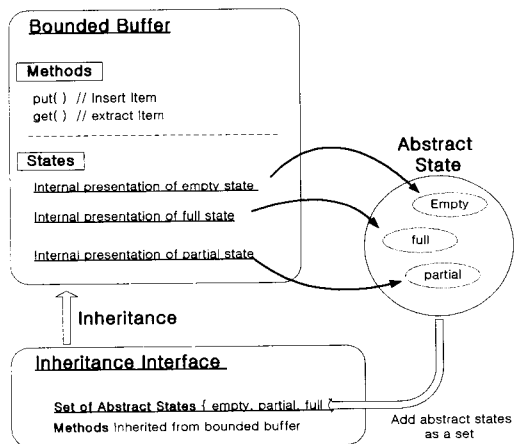 Bounded Buffer
Methods
put( ) // Insert Item
get( ) // extract item
States
Internal presentation of empty state
Internal presentation of full state
Internal presentation of partial state
Abstract
State
Empty
full
partial
Inheritance
Inheritance Interface
Set of Abstract States { empty, partial, full }
Methods Inherited from bounded buffer
Add abstract states
as a set